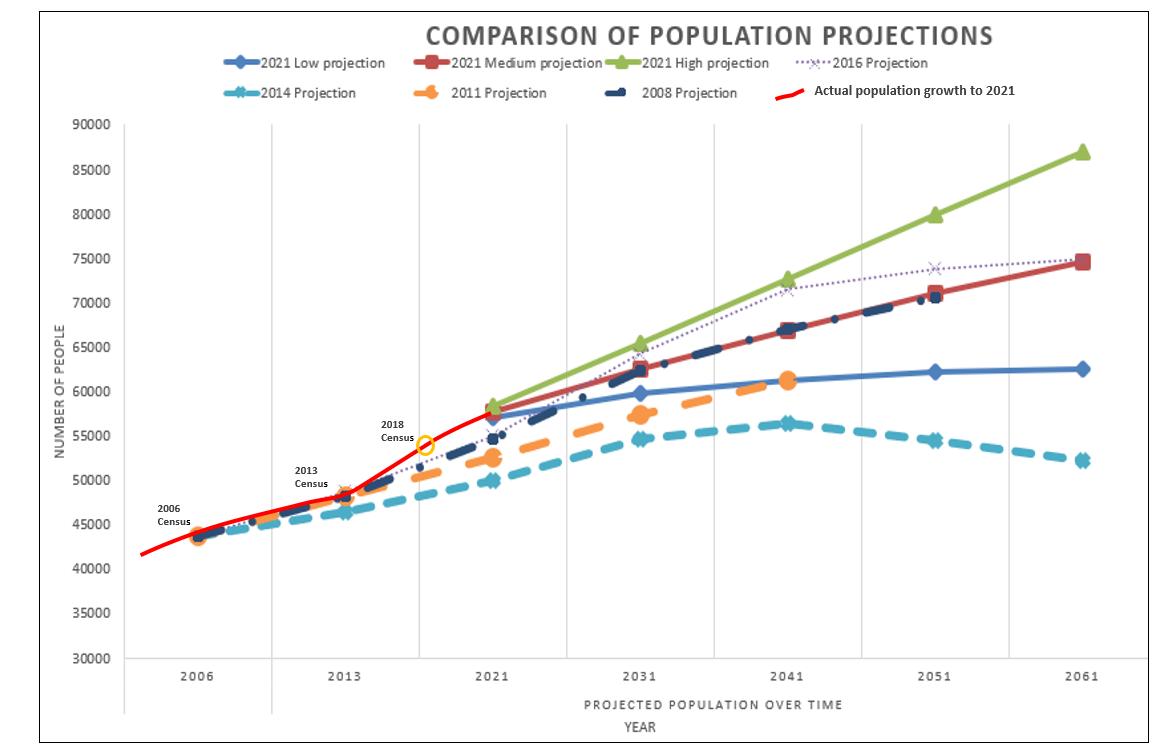 COMPARISON OF POPULATION PROJECTIONS
2021 Low projection 2021 Medium projection 2021 High projection 2016 Projection
2014 Projection 2011 Projection 2008 Projection Actual population growth to 2021
90000
85000
80000
75000
70000
65000
60000
55000
50000
45000
40000
35000
30000
NUMBER OF PEOPLE
2018
Census
2013
Census
2006
Census
2006 2013 2021 2031 2041 2051 2061
PROJECTED POPULATION OVER TIME
YEAR